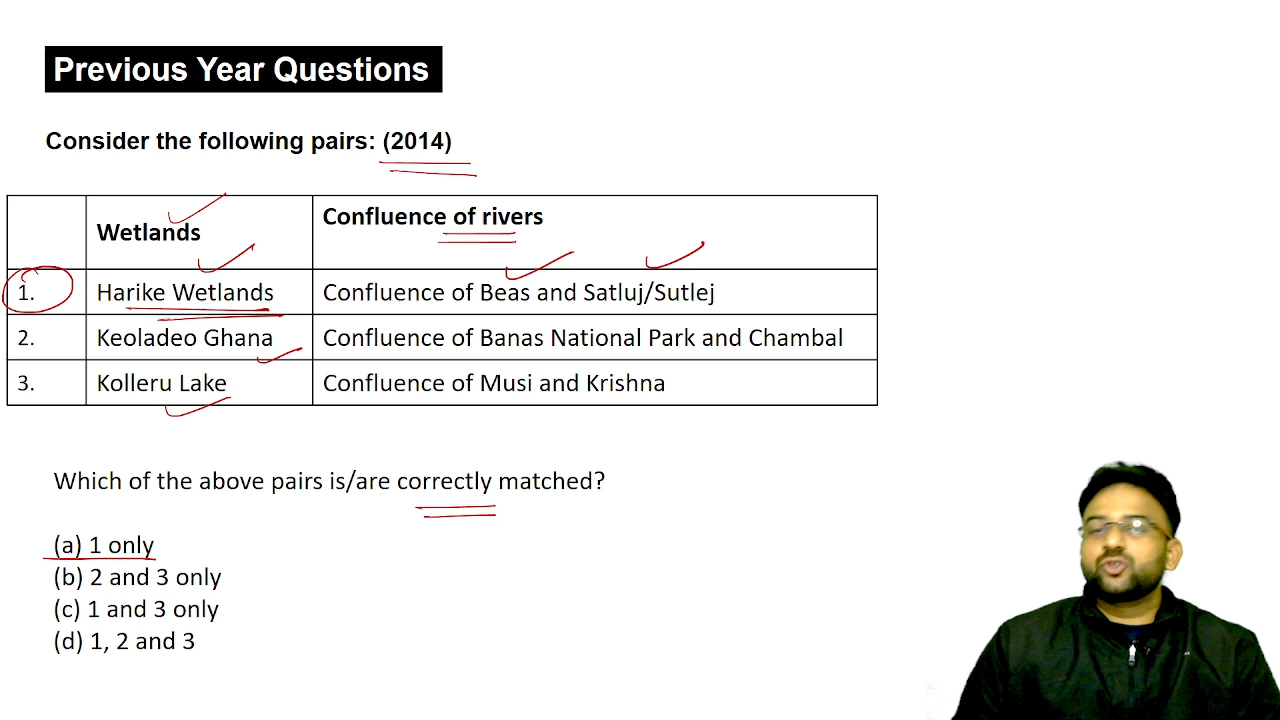 Previous Year Questions
Consider the following pairs: (2014)
Wetlands Confluence of rivers
1. Harike Wetlands Confluence of Beas and Satluj/Sutlej
2. Keoladeo Ghana Confluence of Banas National Park and Chambal
3. Kolleru Lake Confluence of Musi and Krishna
Which of the above pairs is/are correctly matched?
(a) 1 only
(b) 2 and 3 only
(c) 1 and 3 only
(d) 1, 2 and 3